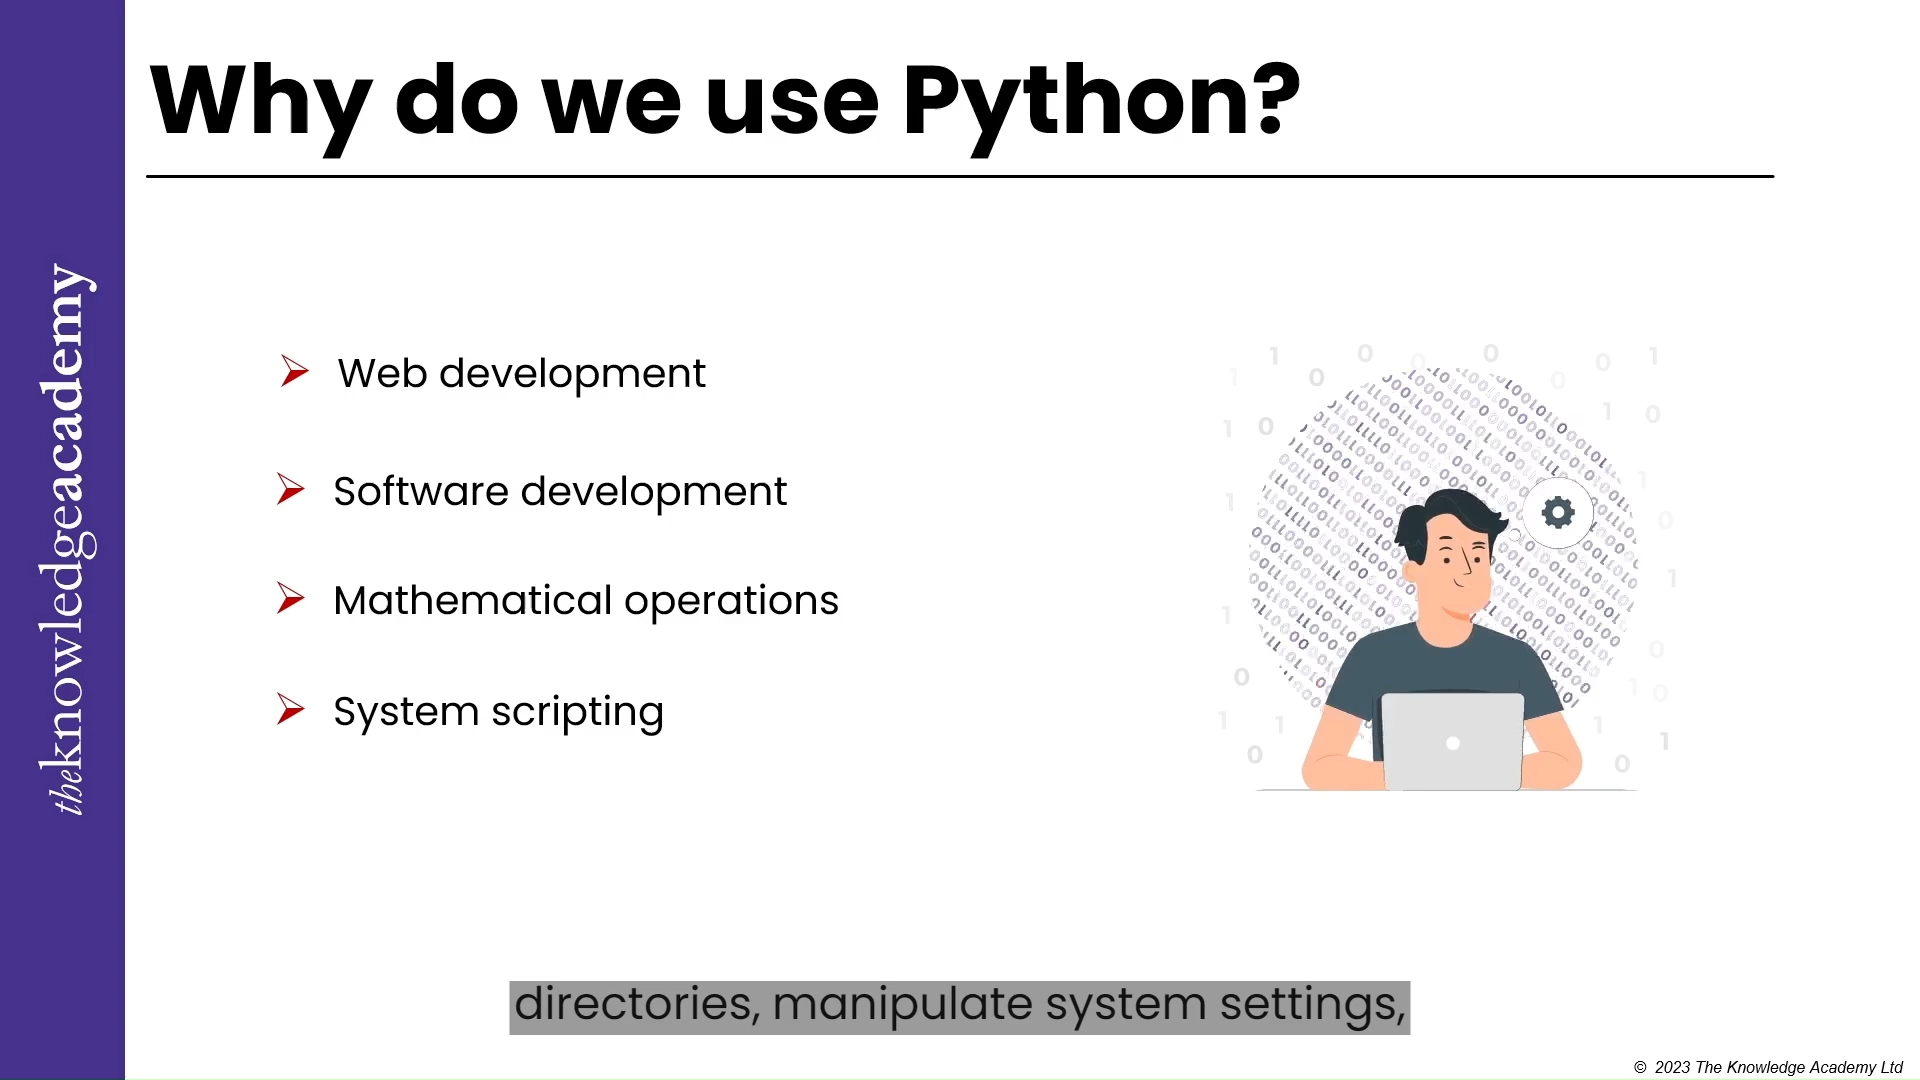 Why do we use Python?
theknowledgeacademy
Web development
Software development
Mathematical operations
System scripting
directories, manipulate system settings,
© 2023 The Knowledge Academy Ltd